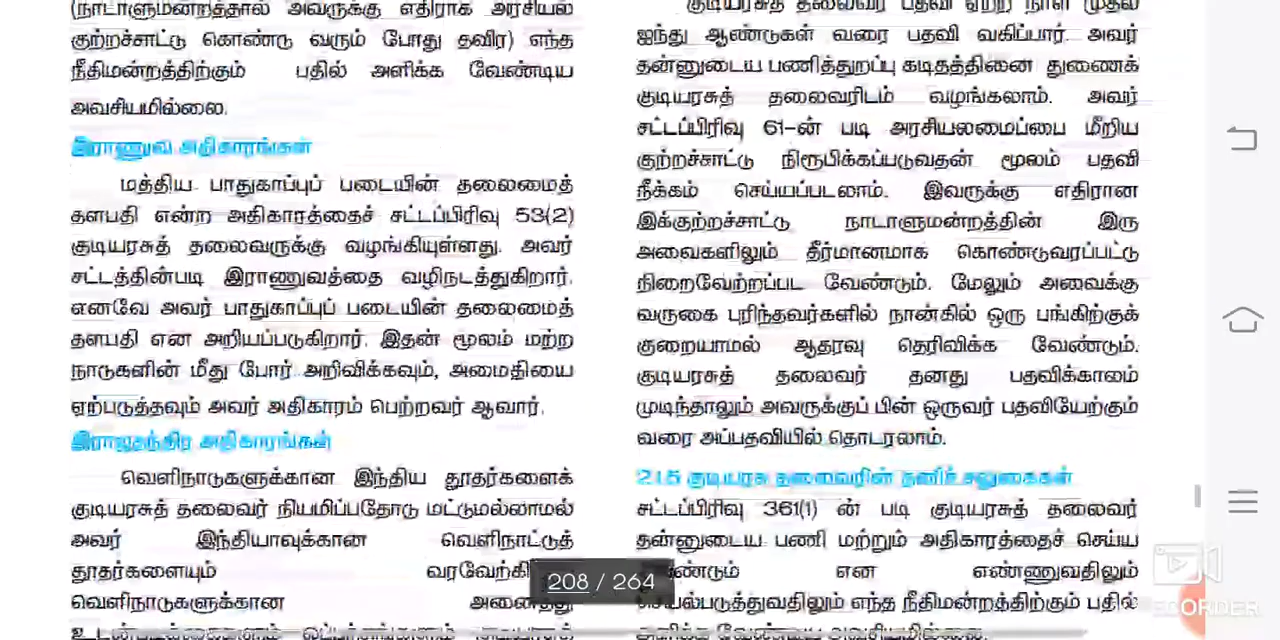 (நாடாளுமன்றத்தால் அவருக்கு எதிராக அரசியல்
குற்றச்சாட்டு கொண்டு வரும் போது தவிர) எந்த
நீதிமன்றத்திற்கும் பதில் அளிக்க வேண்டிய
அவசியமில்லை.
இராணுவ அதிகாரங்கள்
மத்திய பாதுகாப்புப் படையின் தலைமைத்
தளபதி என்ற அதிகாரத்தைச் சட்டப்பிரிவு 53(2)
குடியரசுத் தலைவருக்கு வழங்கியுள்ளது. அவர்
சட்டத்தின்படி இராணுவத்தை வழிநடத்துகிறார்.
எனவே அவர் பாதுகாப்புப் படையின் தலைமைத்
தளபதி என அறியப்படுகிறார். இதன் மூலம் மற்ற
நாடுகளின் மீது போர் அறிவிக்கவும், அமைதியை
ஏற்படுத்தவும் அவர் அதிகாரம் பெற்றவர் ஆவார்.
இராஜதந்திர அதிகாரங்கள்
வெளிநாடுகளுக்கான இந்திய தூதர்களைக்
குடியரசுத் தலைவர் நியமிப்பதோடு மட்டுமல்லாமல்
அவர் இந்தியாவுக்கான வெளிநாட்டுத்
தூதர்களையும்
வெளிநாடுகளுக்கான அனைத்து
குடியரசுத் தலைவர் பதவி ஏற்ற நாள் முதல்
ஐந்து ஆண்டுகள் வரை பதவி வகிப்பார். அவர்
தன்னுடைய பணித்துறப்பு கடிதத்தினை துணைக்
குடியரசுத் தலைவரிடம் வழங்கலாம். அவர்
சட்டப்பிரிவு 61-ன் படி அரசியலமைப்பை மீறிய
குற்றச்சாட்டு நிரூபிக்கப்படுவதன் மூலம் பதவி
நீக்கம் செய்யப்படலாம். இவருக்கு எதிரான
இக்குற்றச்சாட்டு நாடாளுமன்றத்தின் இரு
அவைகளிலும் தீர்மானமாக கொண்டுவரப்பட்டு
நிறைவேற்றப்பட வேண்டும். மேலும் அவைக்கு
வருகை புரிந்தவர்களில் நான்கில் ஒரு பங்கிற்குக்
குறையாமல் ஆதரவு தெரிவிக்க வேண்டும்.
குடியரசுத் தலைவர் தனது பதவிக்காலம்
முடிந்தாலும் அவருக்குப் பின் ஒருவர் பதவியேற்கும்
வரை அப்பதவியில் தொடரலாம்.
2.1.5 குடியரசு தலைவரின் தனிச் சலுகைகள்
சட்டப்பிரிவு 361(1) ன் படி குடியரசுத் தலைவர்
தன்னுடைய பணி மற்றும் அதிகாரத்தைச் செய்ய
என எண்ணுவதிலும்
செயல்படுத்துவதிலும் எந்த நீதிமன்றத்திற்கும் பதில்
அளிக்க வேண்டிய அவசியமில்லை.
208 / 264